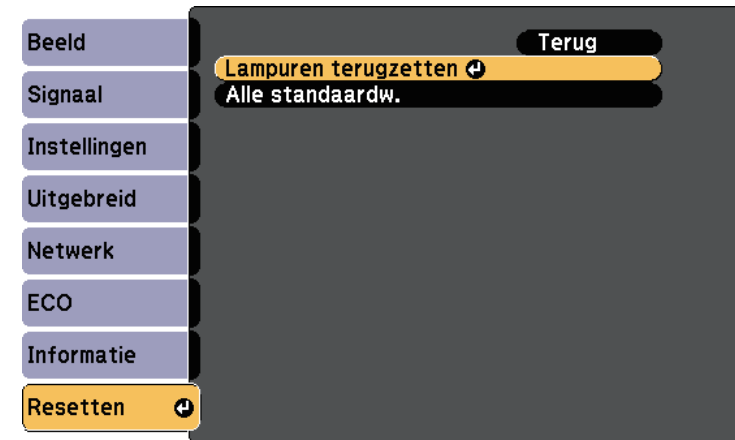 Beeld
Signaal
Instellingen
Uitgebreid
Netwerk
ECO
Informatie
Resetten
Terug
Lampuren terugzetten
Alle standaardw.